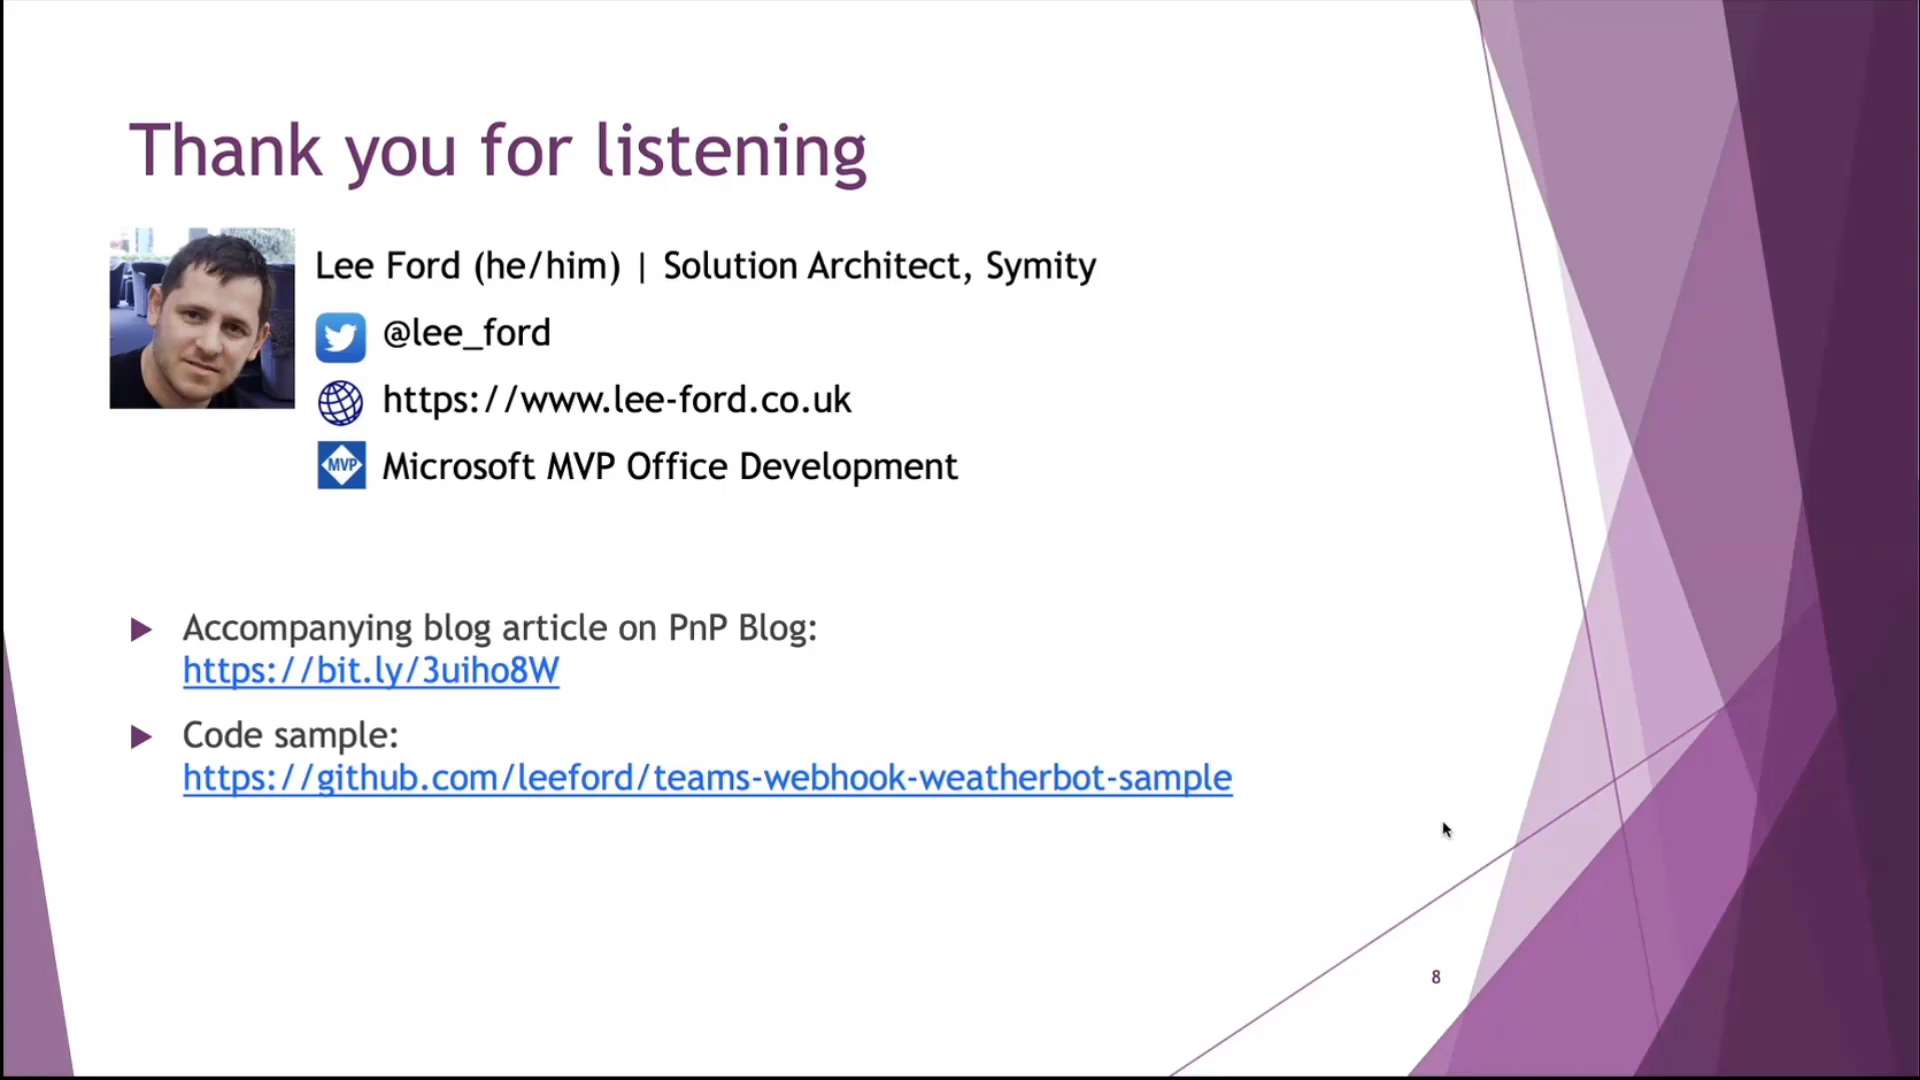 Thank you for listening
Lee Ford (he/him) | Solution Architect, Symity
@lee_ford
https://www.lee-ford.co.uk
MVP Microsoft MVP Office Development
Accompanying blog article on PnP Blog:
https://bit.ly/3uiho8W
Code sample:
https://github.com/leeford/teams-webhook-weatherbot-sample
8